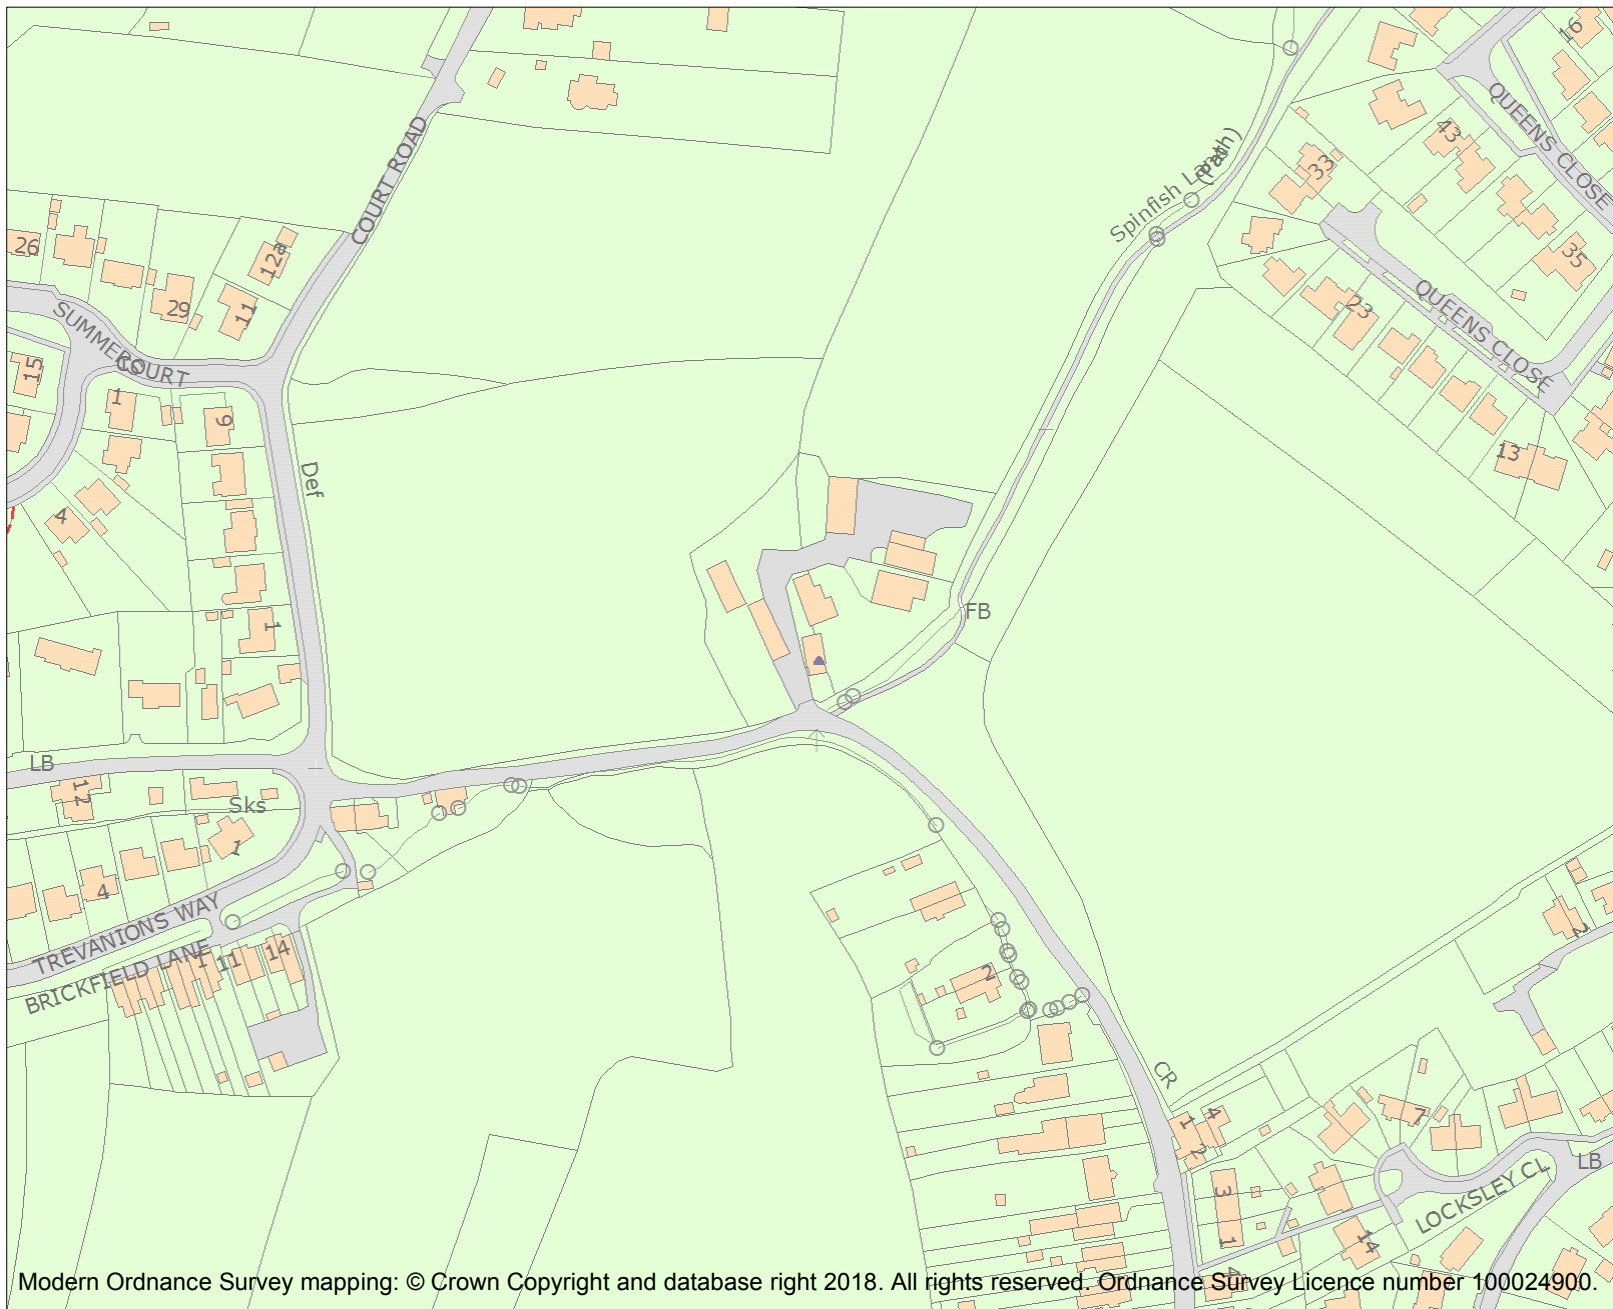 16
QUEENS CLOSE
COURT ROAD
43
Spinfish Lane
(Path)
33
12a
26
35
29
11
23
QUEENS CLOSE
SUMMERCOURT
15
1
9
13
Def
4
1
FB
LB
12
Sks
1
4
TREVANIONS WAY
2
BRICKFIELD LANE
1
11
14
2
CR
1
4
2
7
LB
LOCKSLEY CL
3
1
14
4
Modern Ordnance Survey mapping: © Crown Copyright and database right 2018. All rights reserved. Ordnance Survey Licence number 100024900.